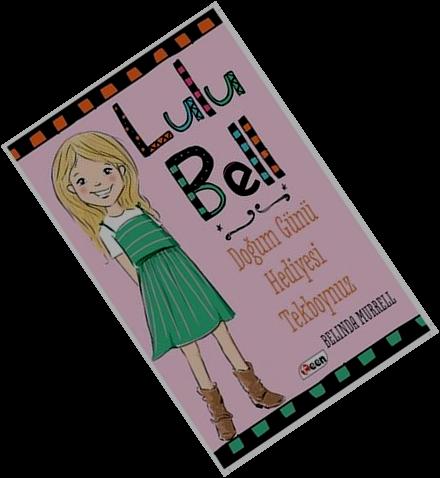 Lulu
Bell
Doğum Günü
Hediyesi
Tekboynuz
BELINDA MURRELL
teen